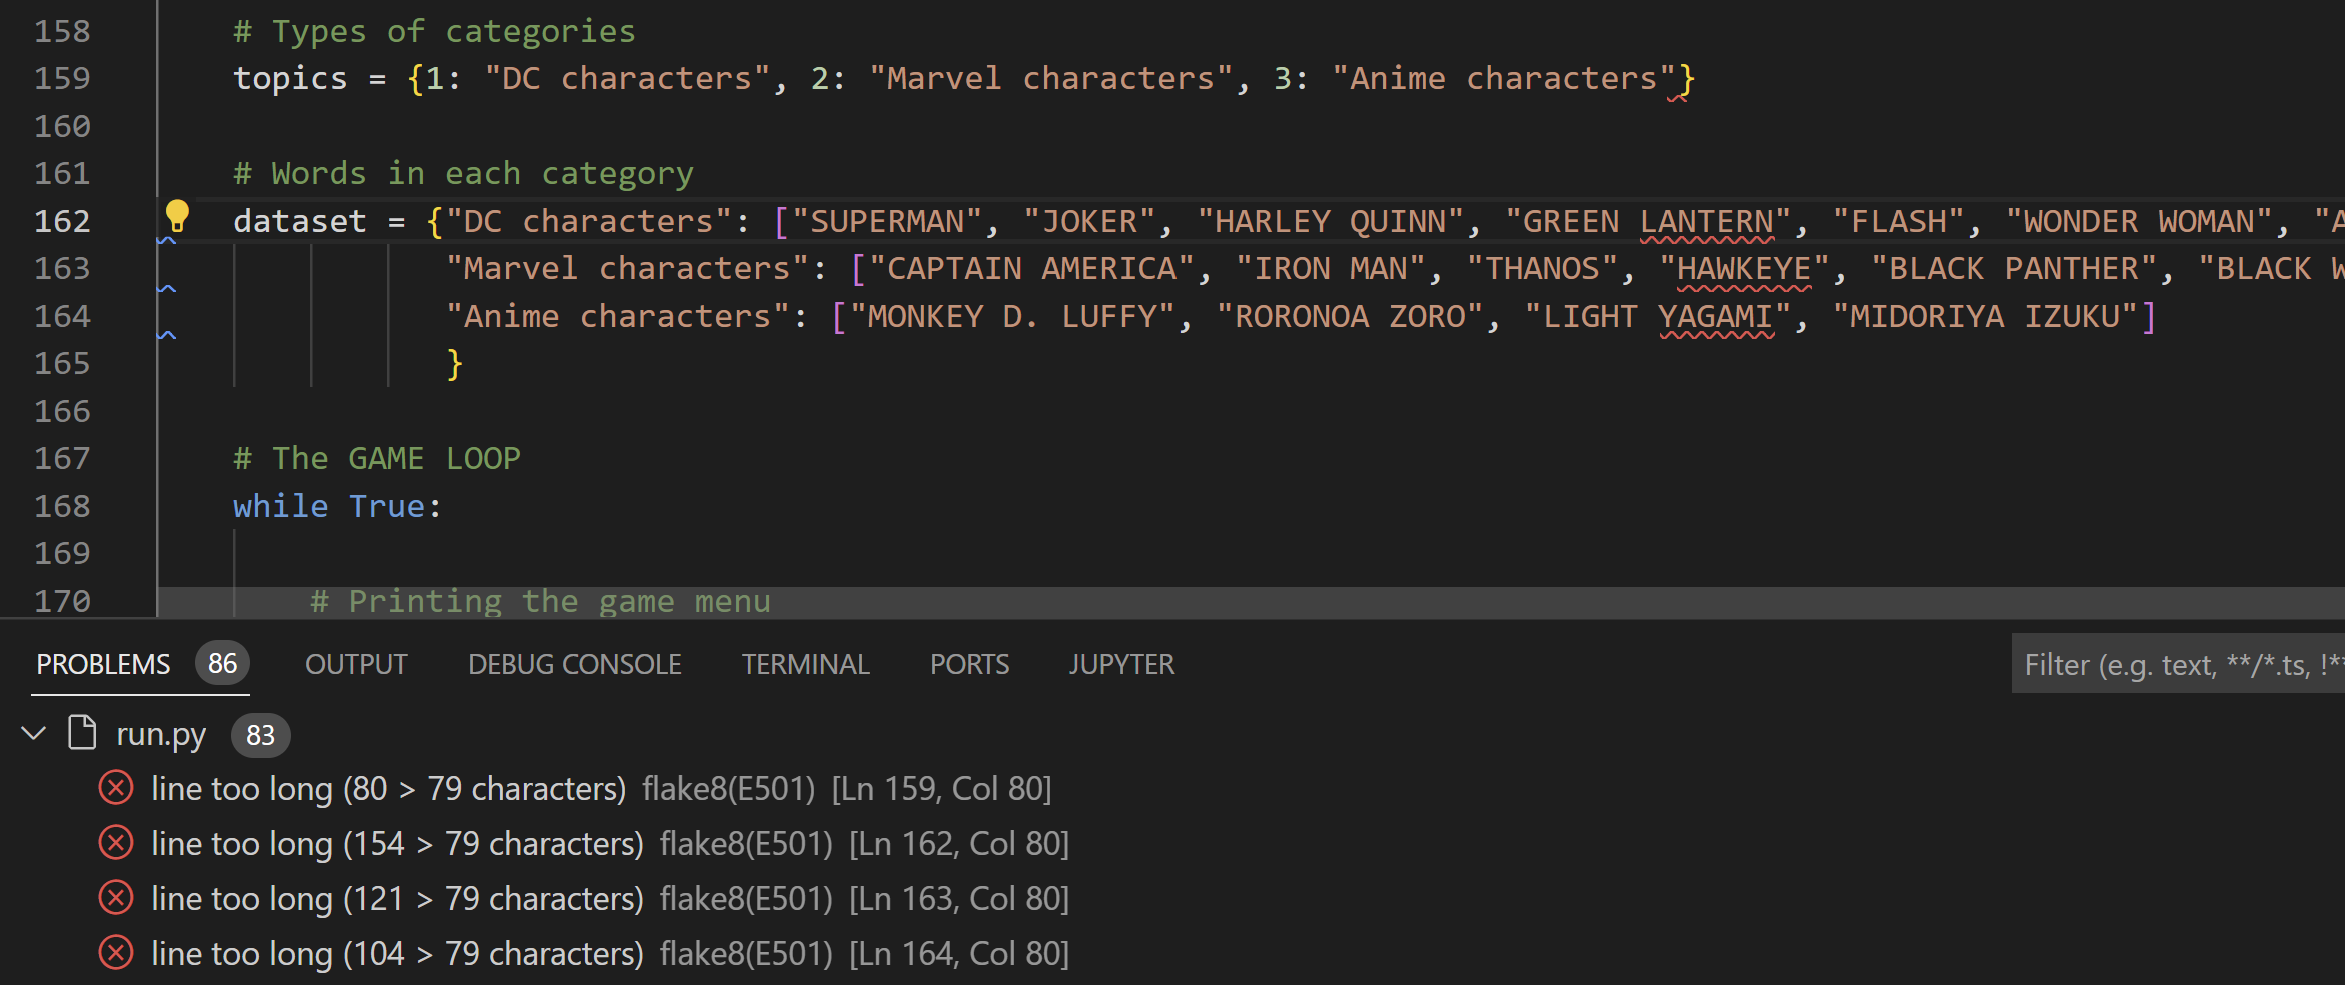 158 # Types of categories
159 topics = {1: "DC characters", 2: "Marvel characters", 3: "Anime characters"}
160
161 # Words in each category
162 dataset = {"DC characters": ["SUPERMAN", "JOKER", "HARLEY QUINN", "GREEN LANTERN", "FLASH", "WONDER WOMAN", "A
163 "Marvel characters": ["CAPTAIN AMERICA", "IRON MAN", "THANOS", "HAWKEYE", "BLACK PANTHER", "BLACK W
164 "Anime characters": ["MONKEY D. LUFFY", "RORONOA ZORO", "LIGHT YAGAMI", "MIDORIYA IZUKU"]
165 }
166
167 # The GAME LOOP
168 while True:
169
170 # Printing the game menu
PROBLEMS 86 OUTPUT DEBUG CONSOLE TERMINAL PORTS JUPYTER Filter (e.g. text, **/*.ts, !**
run.py 83
line too long (80 > 79 characters) flake8(E501) [Ln 159, Col 80]
line too long (154 > 79 characters) flake8(E501) [Ln 162, Col 80]
line too long (121 > 79 characters) flake8(E501) [Ln 163, Col 80]
line too long (104 > 79 characters) flake8(E501) [Ln 164, Col 80]